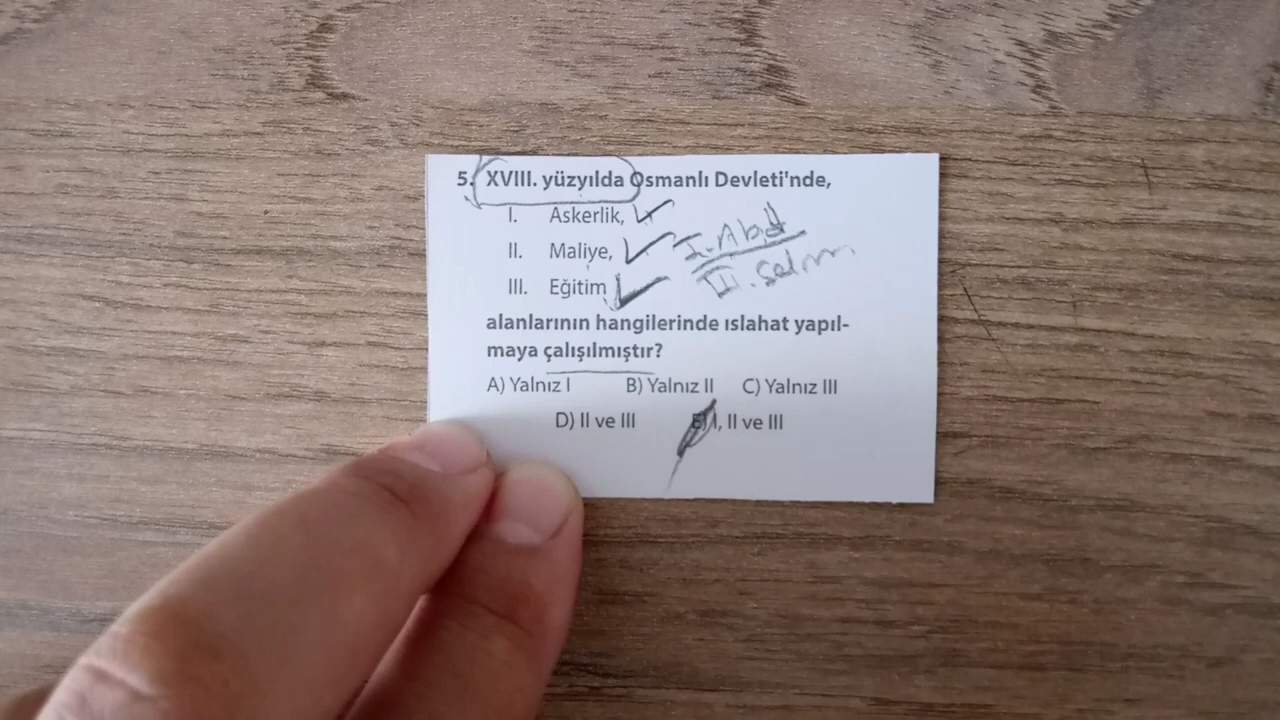 5. XVIII. yüzyılda Osmanlı Devleti'nde,
I. Askerlik,
II. Maliye,
III. Eğitim
I. Abd
III. Selim
alanlarının hangilerinde ıslahat yapıl-
maya çalışılmıştır?
A) Yalnız I B) Yalnız II C) Yalnız III
D) II ve III E) I, II ve III